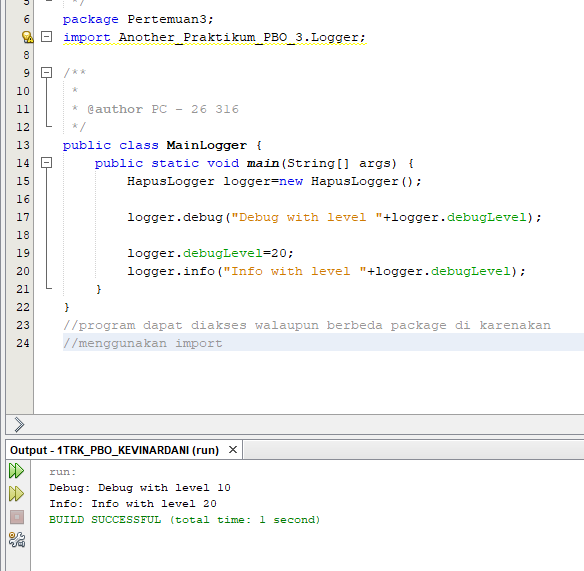 5 */
6 package Pertemuan3;
import Another_Praktikum_PBO_3.Logger;
8
9 /**
10 *
11 * @author PC - 26 316
12 */
13 public class MainLogger {
14 public static void main(String[] args) {
15 HapusLogger logger=new HapusLogger();
16
17 logger.debug("Debug with level "+logger.debugLevel);
18
19 logger.debugLevel=20;
20 logger.info("Info with level "+logger.debugLevel);
21 }
22 }
23 //program dapat diakses walaupun berbeda package di karenakan
24 //menggunakan import
Output - 1TRK_PBO_KEVINARDANI (run) ×
run:
Debug: Debug with level 10
Info: Info with level 20
BUILD SUCCESSFUL (total time: 1 second)